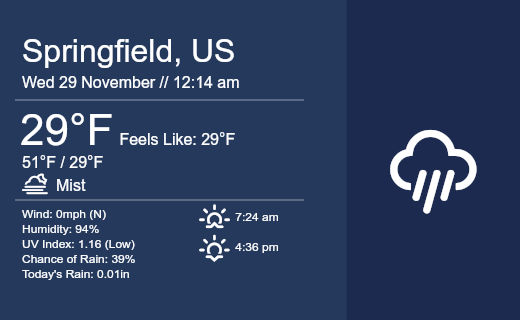 Springfield, US
Wed 29 November // 12:14 am
29°F Feels Like: 29°F
51°F / 29°F
Mist
Wind: 0mph (N)
Humidity: 94%
UV Index: 1.16 (Low)
Chance of Rain: 39%
Today's Rain: 0.01in
7:24 am
4:36 pm